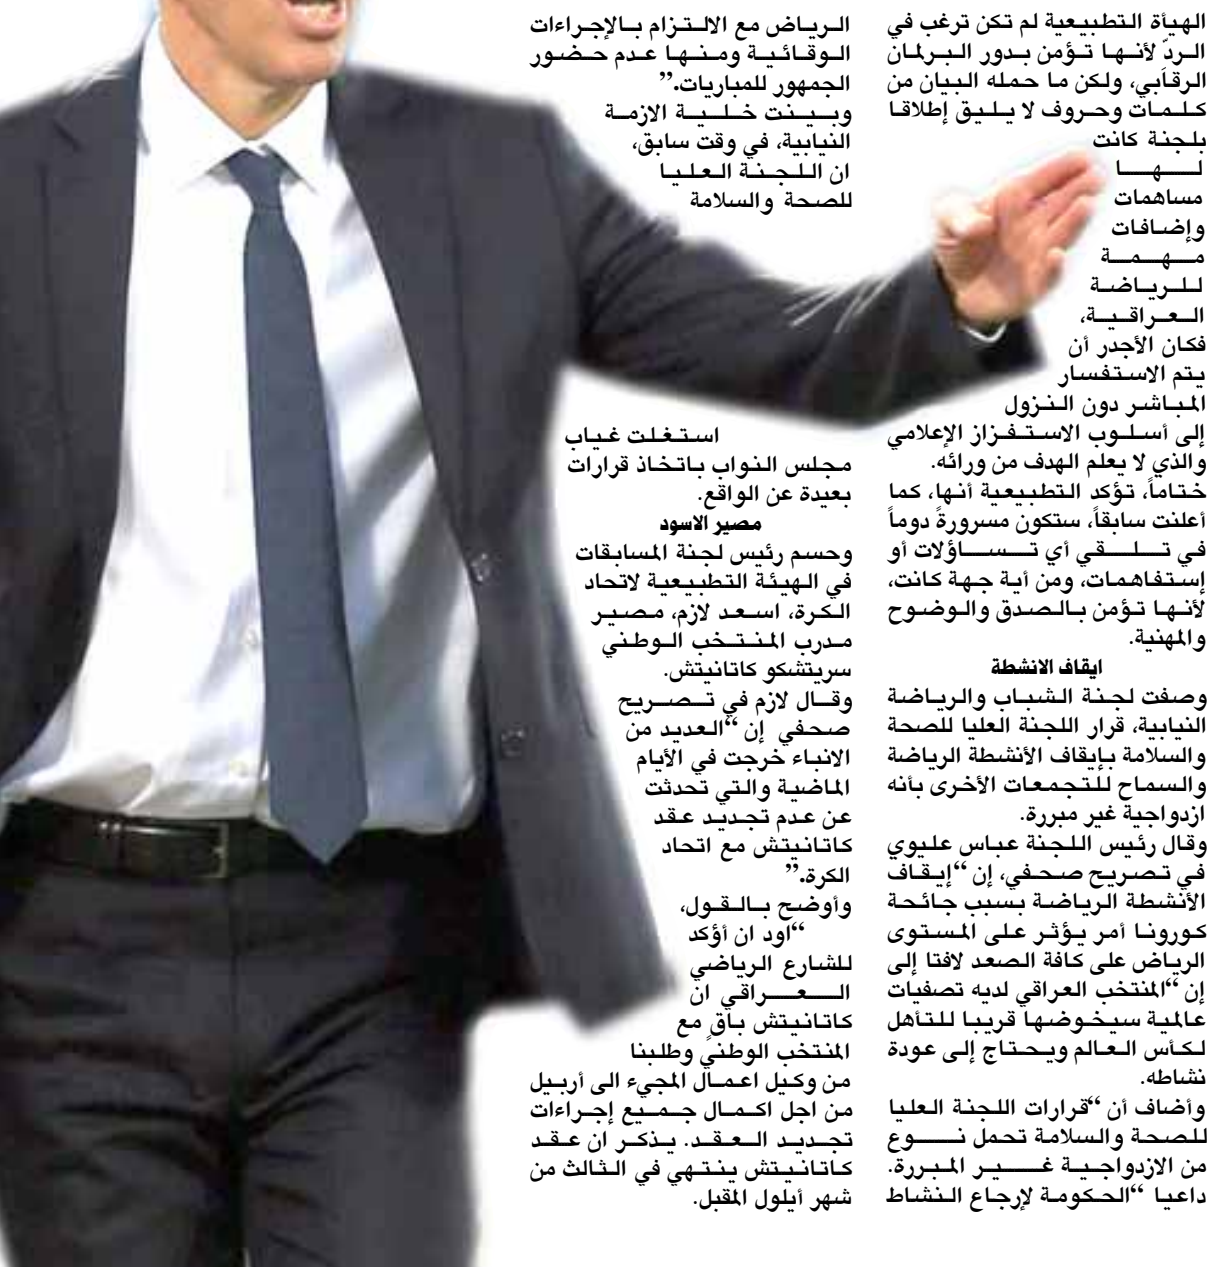 الهيأة التطبيعية لم تكن ترغب في
الردّ لأنها تؤمن بدور البرلمان
الرقابي، ولكن ما حمله البيان من
كلمات وحروف لا يليق إطلاقا
بلجنة كانت
لها
مساهمات
وإضافات
مهمة
للرياضة
العراقية،
فكان الأجدر أن
يتم الاستفسار
المباشر دون النزول
إلى أسلوب الاستفزاز الإعلامي
والذي لا يعلم الهدف من ورائه.
ختاماً، تؤكد التطبيعية أنها، كما
أعلنت سابقاً، ستكون مسرورةً دوماً
في تلقي أي تساؤلات أو
إستفاهمات، ومن أية جهة كانت،
لأنها تؤمن بالصدق والوضوح
والمهنية.
ايقاف الانشطة
وصفت لجنة الشباب والرياضة
النيابية، قرار اللجنة العليا للصحة
والسلامة بإيقاف الأنشطة الرياضة
والسماح للتجمعات الأخرى بأنه
ازدواجية غير مبررة.
وقال رئيس اللجنة عباس عليوي
في تصريح صحفي، إن “إيقاف
الأنشطة الرياضة بسبب جائحة
كورونا أمر يؤثر على المستوى
الرياض على كافة الصعد لافتا إلى
إن “المنتخب العراقي لديه تصفيات
عالمية سيخوضها قريبا للتأهل
لكأس العالم ويحتاج إلى عودة
نشاطه.
وأضاف أن “قرارات اللجنة العليا
للصحة والسلامة تحمل نوع
من الازدواجية غير المبررة.
داعيا “الحكومة لإرجاع النشاط
الرياض مع الالتزام بالإجراءات
الوقائية ومنها عدم حضور
الجمهور للمباريات.”
وبينت خلية الازمة
النيابية، في وقت سابق،
ان اللجنة العليا
للصحة والسلامة
استغلت غياب
مجلس النواب باتخاذ قرارات
بعيدة عن الواقع.
مصير الاسود
وحسم رئيس لجنة المسابقات
في الهيئة التطبيعية لاتحاد
الكرة، اسعد لازم، مصير
مدرب المنتخب الوطني
سريتشكو كاتانيتش.
وقال لازم في تصريح
صحفي إن “العديد من
الانباء خرجت في الأيام
الماضية والتي تحدثت
عن عدم تجديد عقد
كاتانيتش مع اتحاد
الكرة.”
وأوضح بالقول،
“اود ان أؤكد
للشارع الرياضي
العراقي ان
كاتانيتش باقٍ مع
المنتخب الوطني وطلبنا
من وكيل اعمال المجيء الى أربيل
من اجل اكمال جميع إجراءات
تجديد العقد. يذكر ان عقد
كاتانيتش ينتهي في الثالث من
شهر أيلول المقبل.